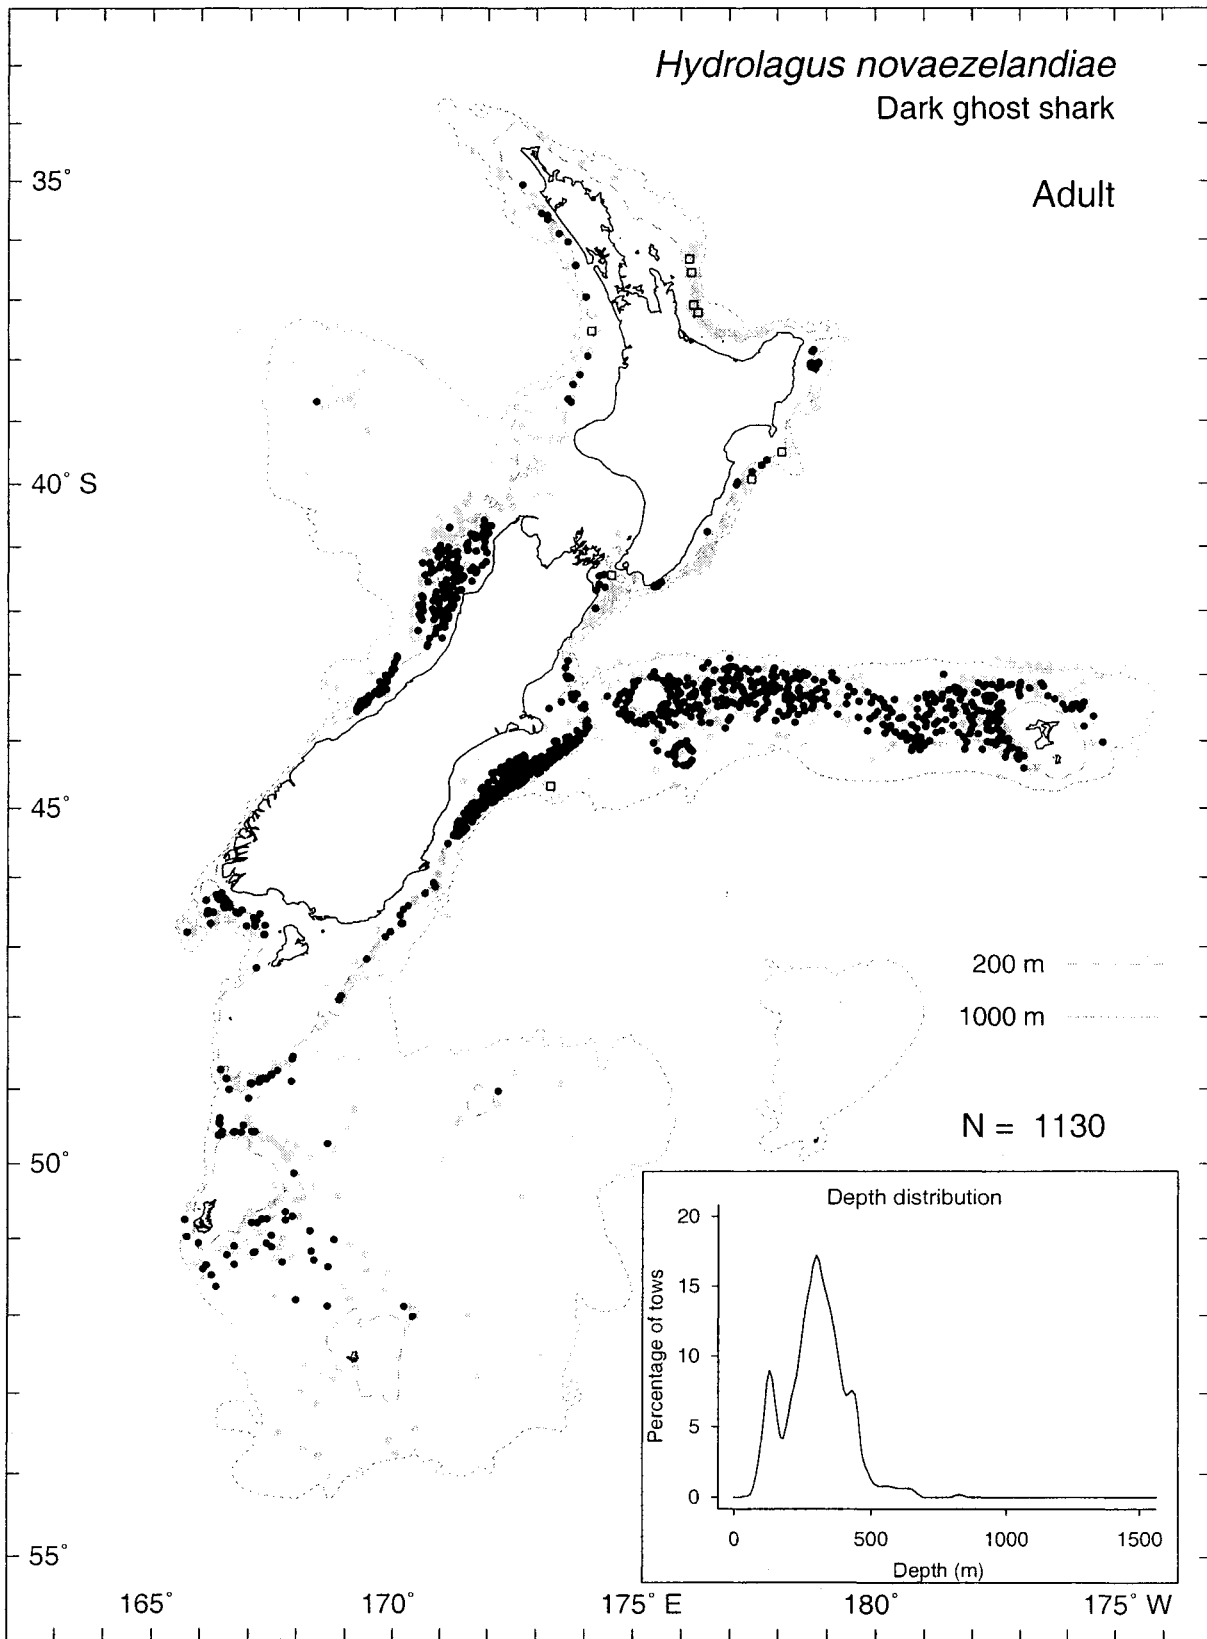 Hydrolagus novaezelandiae
Dark ghost shark
Adult
35°
40° S
45°
50°
55°
200 m
1000 m
N = 1130
Depth distribution
20
15
10
5
0
Percentage of tows
0 500 1000 1500
Depth (m)
165° 170° 175° E 180° 175° W